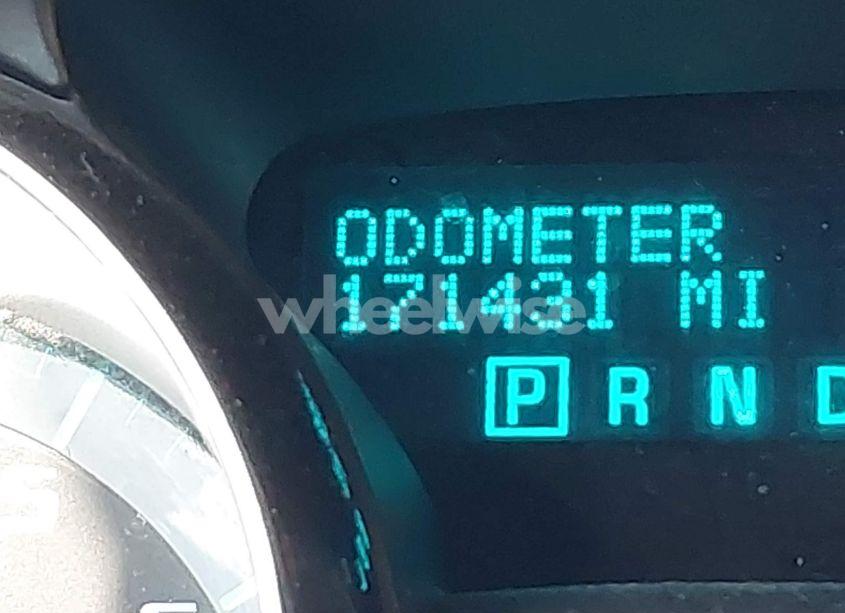 ODOMETER
171431 MI
P R N D
wheelwise